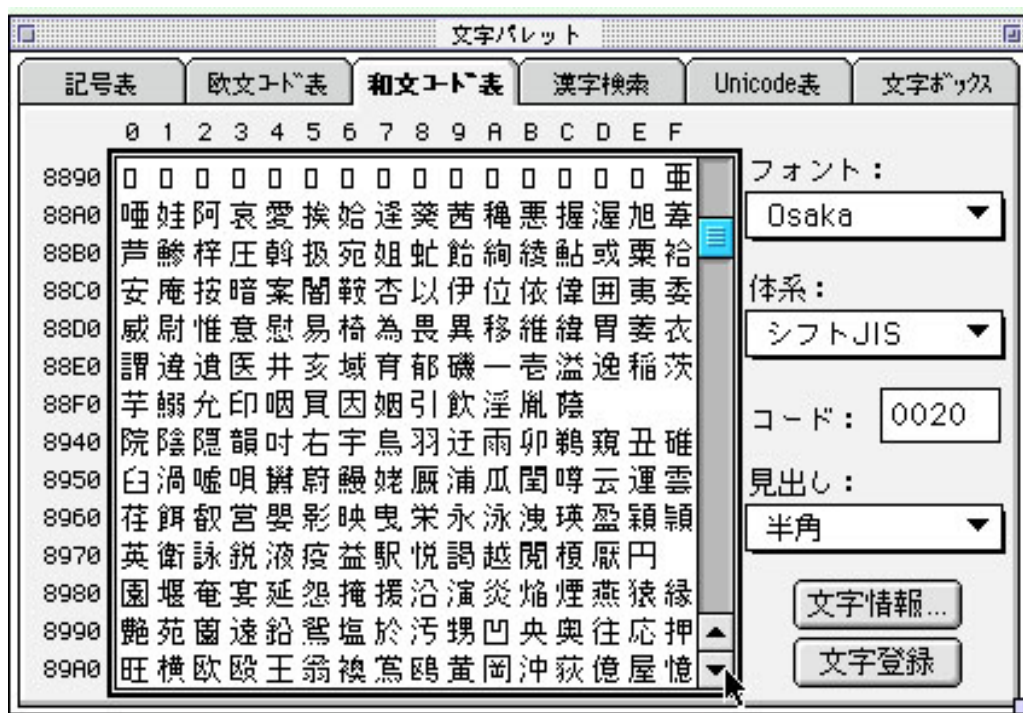 文字パレット
記号表 欧文コード表 和文コード表 漢字検索 Unicode表 文字ボックス
0 1 2 3 4 5 6 7 8 9 A B C D E F
8890 亜
88A0 唖娃阿哀愛挨姶逢葵茜穐悪握渥旭葦
88B0 芦鯵梓圧斡扱宛姐虻飴絢綾鮎或粟袷
88C0 安庵按暗案闇鞍杏以伊位依偉囲夷委
88D0 威尉惟意慰易椅為畏異移維緯胃萎衣
88E0 謂違遺医井亥域育郁磯一壱溢逸稲茨
88F0 芋鰯允印咽員因姻引飲淫胤蔭
8940 院陰隠韻吋右宇烏羽迂雨卯鵜窺丑碓
8950 臼渦嘘唄欝蔚鰻姥厩浦瓜閏噂云運雲
8960 荏餌叡営嬰影映曳栄永泳洩瑛盈穎頴
8970 英衛詠鋭液疫益駅悦謁越閲榎厭円
8980 園堰奄宴延怨掩援沿演炎焔煙燕猿縁
8990 艶苑薗遠鉛鴛塩於汚甥凹央奥往応押
89A0 旺横欧殴王翁襖鴬鴎黄岡沖荻億屋憶
フォント：
Osaka
体系：
シフトJIS
コード： 0020
見出し：
半角
文字情報...
文字登録